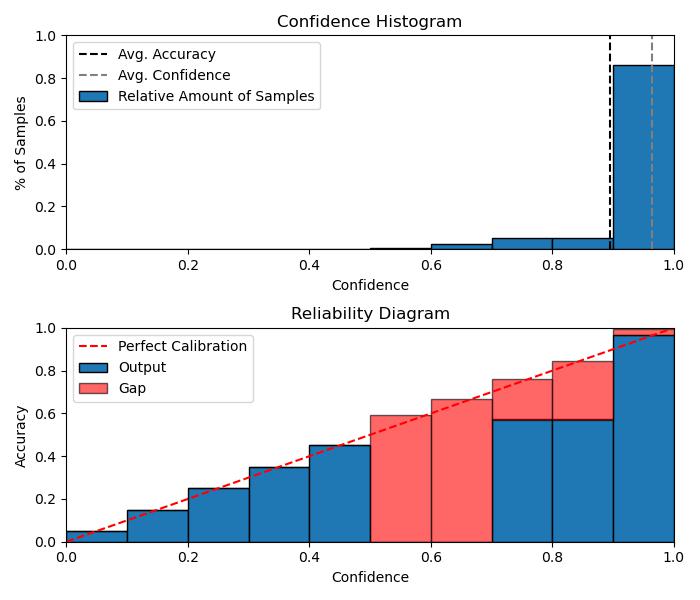 Confidence Histogram
1.0
0.8
0.6
0.4
0.2
0.0
% of Samples
Avg. Accuracy
Avg. Confidence
Relative Amount of Samples
0.0 0.2 0.4 0.6 0.8 1.0
Confidence
Reliability Diagram
1.0
0.8
0.6
0.4
0.2
0.0
Accuracy
Perfect Calibration
Output
Gap
0.0 0.2 0.4 0.6 0.8 1.0
Confidence